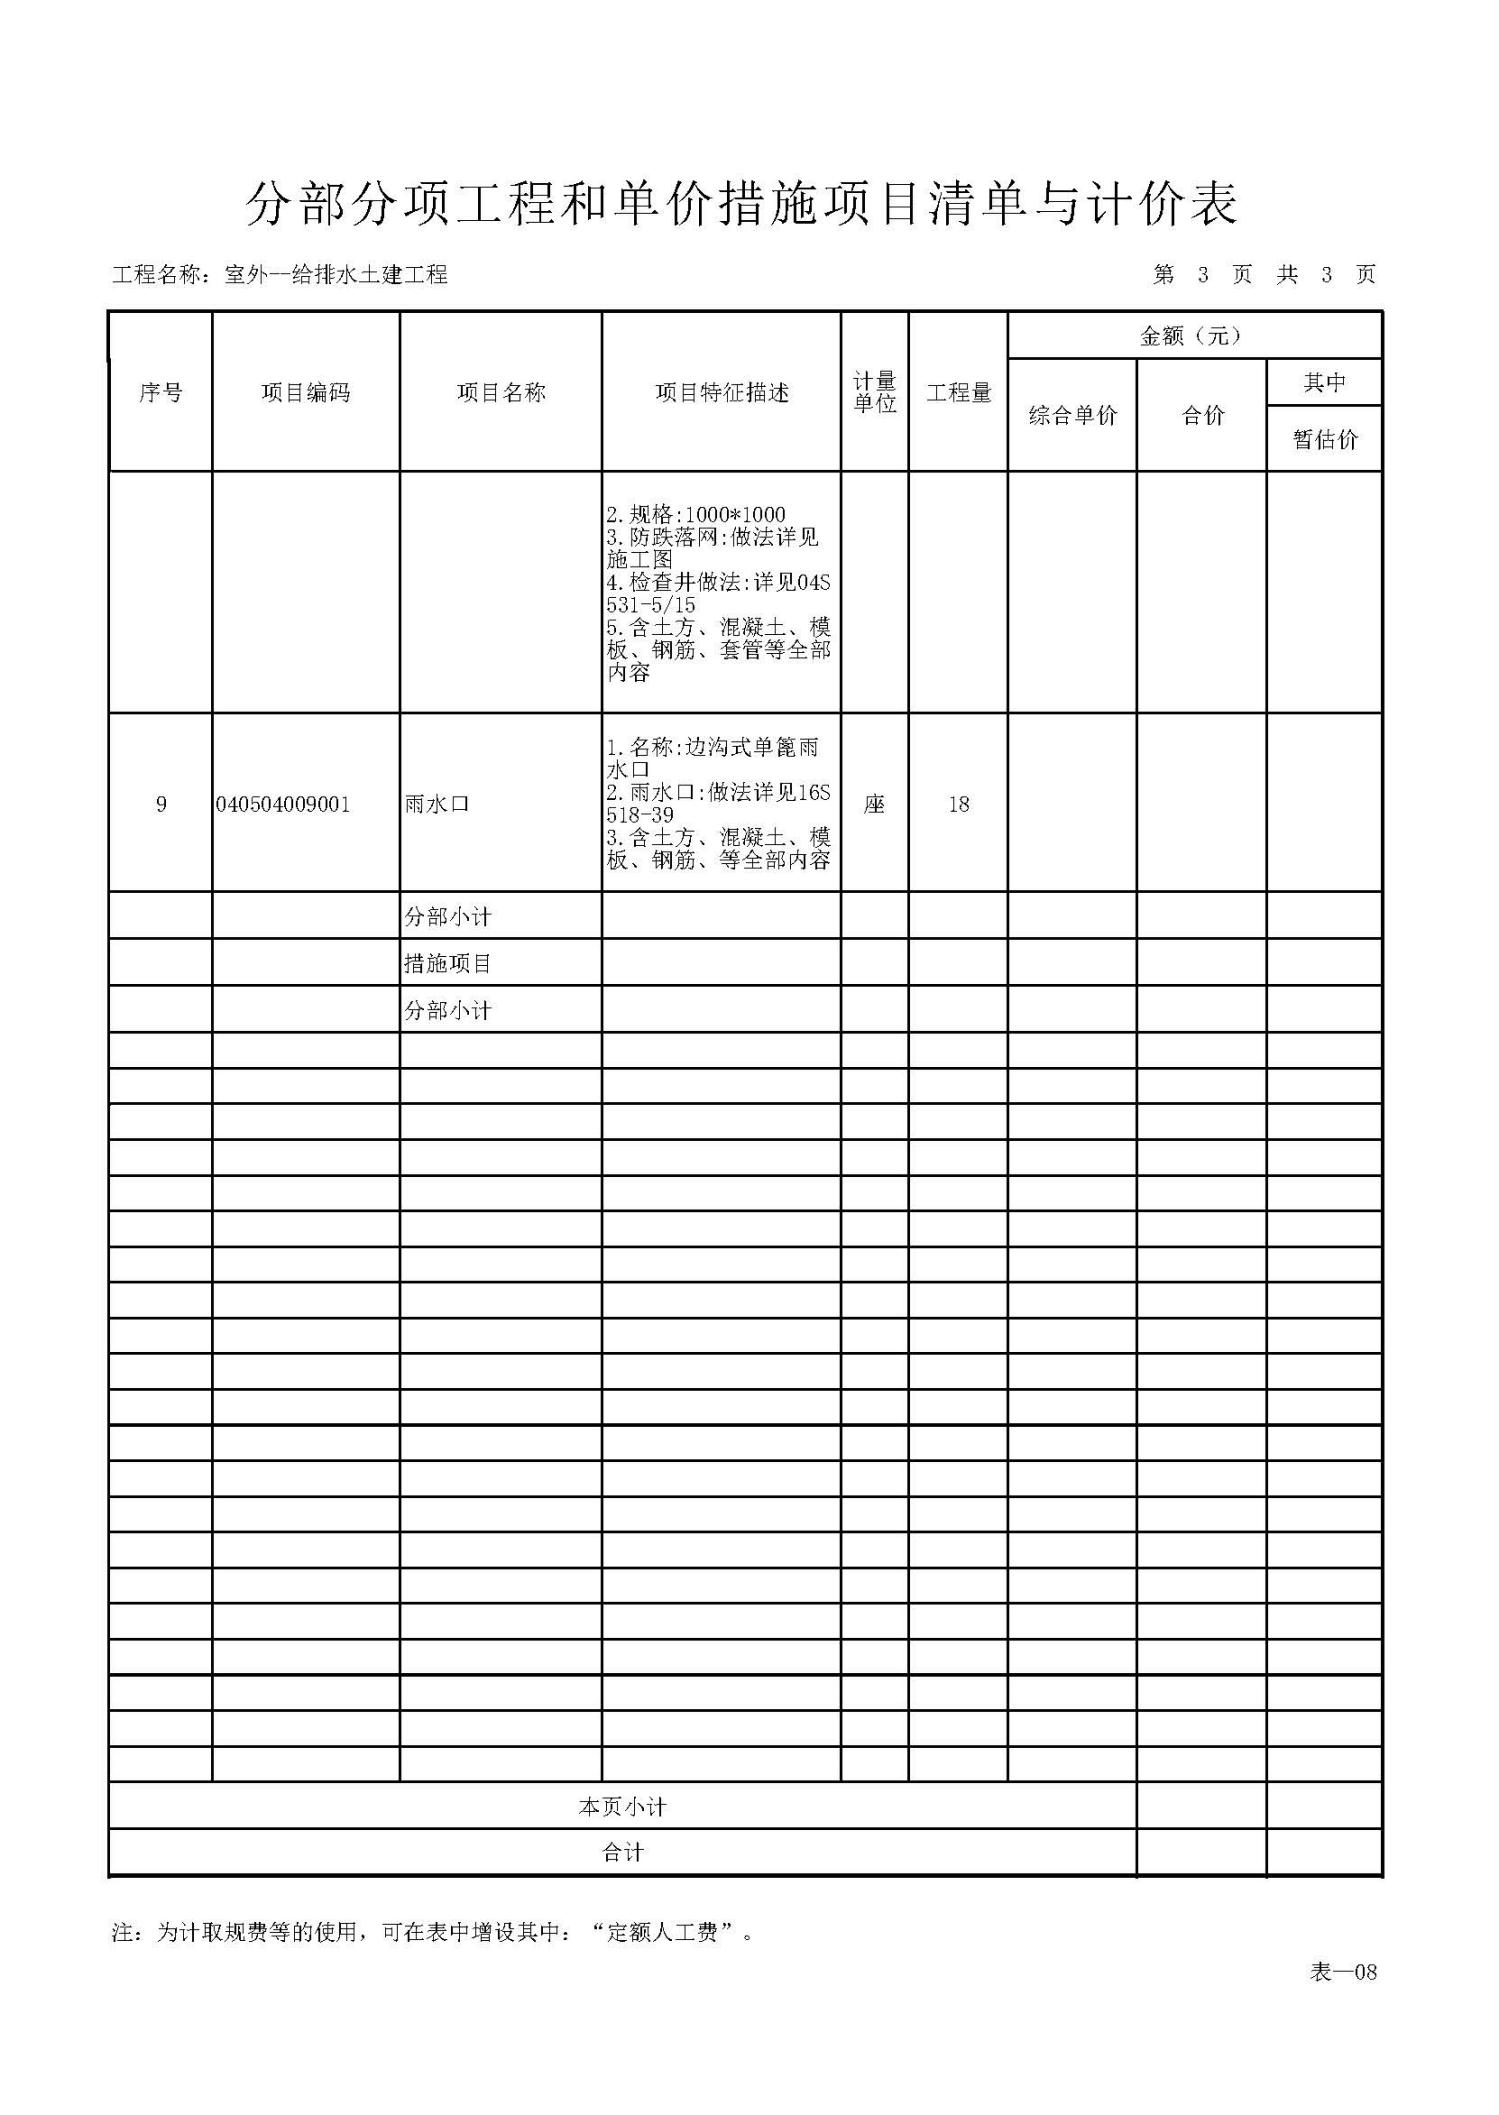 分部分项工程和单价措施项目清单与计价表
工程名称：室外--给排水土建工程
第 3 页 共 3 页
序号
项目编码
项目名称
项目特征描述
计量
单位
工程量
金额（元）
综合单价
合价
其中
暂估价
2.规格:1000*1000
3.防跌落网:做法详见
施工图
4.检查井做法:详见04S
531-5/15
5.含土方、混凝土、模
板、钢筋、套管等全部
内容
9
040504009001
雨水口
1.名称:边沟式单篦雨
水口
2.雨水口:做法详见16S
518-39
3.含土方、混凝土、模
板、钢筋、等全部内容
座
18
分部小计
措施项目
分部小计
本页小计
合计
注：为计取规费等的使用，可在表中增设其中：“定额人工费”。
表—08